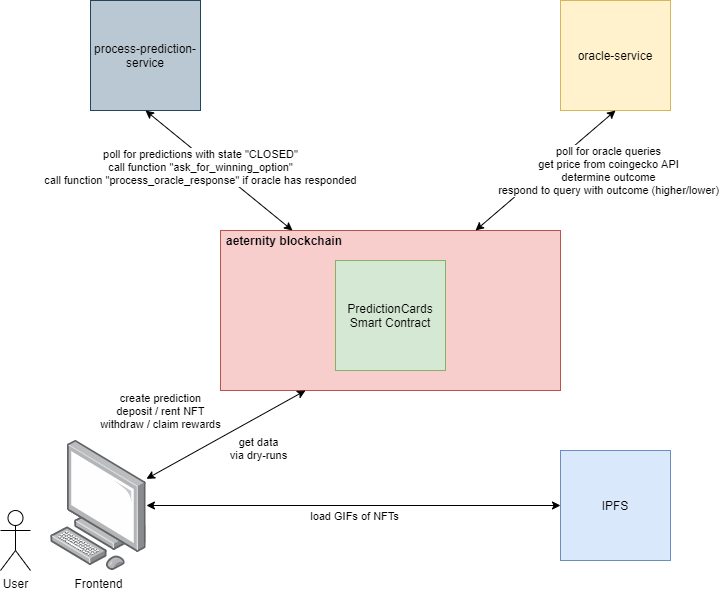 process-prediction-
service
oracle-service
poll for predictions with state "CLOSED"
call function "ask_for_winning_option"
call function "process_oracle_response" if oracle has responded
poll for oracle queries
get price from coingecko API
determine outcome
respond to query with outcome (higher/lower)
aeternity blockchain
PredictionCards
Smart Contract
create prediction
deposit / rent NFT
withdraw / claim rewards
get data
via dry-runs
load GIFs of NFTs
IPFS
User
Frontend